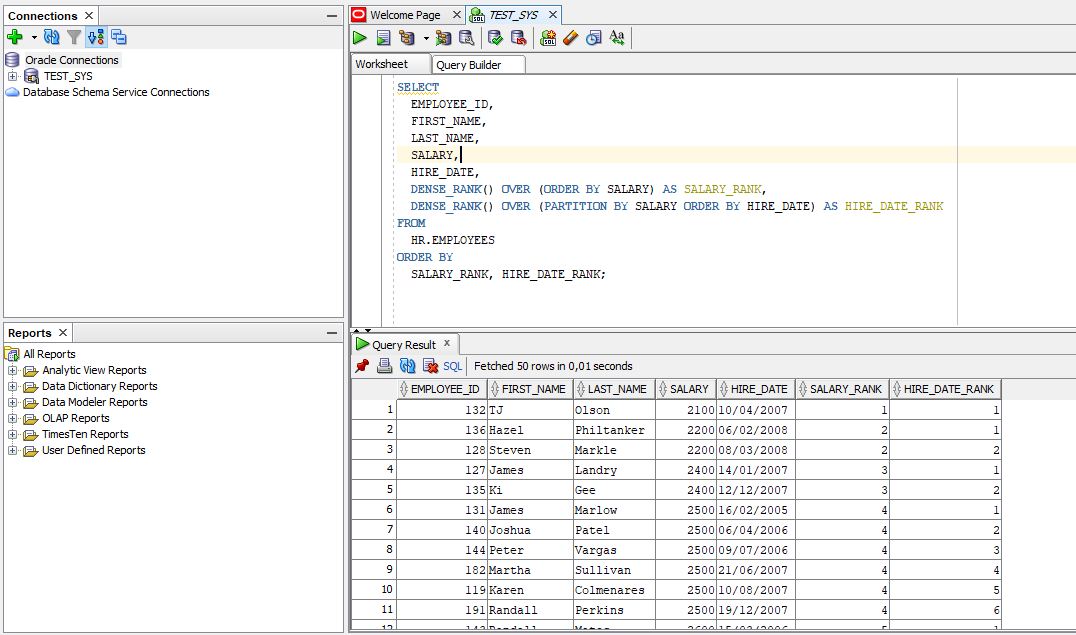 Connections
Oracle Connections
TEST_SYS
Database Schema Service Connections
Reports
All Reports
Analytic View Reports
Data Dictionary Reports
Data Modeler Reports
OLAP Reports
TimesTen Reports
User Defined Reports
Welcome Page TEST_SYS
SQL Aa
Worksheet Query Builder
SELECT
EMPLOYEE_ID,
FIRST_NAME,
LAST_NAME,
SALARY,
HIRE_DATE,
DENSE_RANK() OVER (ORDER BY SALARY) AS SALARY_RANK,
DENSE_RANK() OVER (PARTITION BY SALARY ORDER BY HIRE_DATE) AS HIRE_DATE_RANK
FROM
HR.EMPLOYEES
ORDER BY
SALARY_RANK, HIRE_DATE_RANK;
Query Result
SQL Fetched 50 rows in 0,01 seconds
EMPLOYEE_ID FIRST_NAME LAST_NAME SALARY HIRE_DATE SALARY_RANK HIRE_DATE_RANK
1 132 TJ Olson 2100 10/04/2007 1 1
2 136 Hazel Philtanker 2200 06/02/2008 2 1
3 128 Steven Markle 2200 08/03/2008 2 2
4 127 James Landry 2400 14/01/2007 3 1
5 135 Ki Gee 2400 12/12/2007 3 2
6 131 James Marlow 2500 16/02/2005 4 1
7 140 Joshua Patel 2500 06/04/2006 4 2
8 144 Peter Vargas 2500 09/07/2006 4 3
9 182 Martha Sullivan 2500 21/06/2007 4 4
10 119 Karen Colmenares 2500 10/08/2007 4 5
11 191 Randall Perkins 2500 19/12/2007 4 6